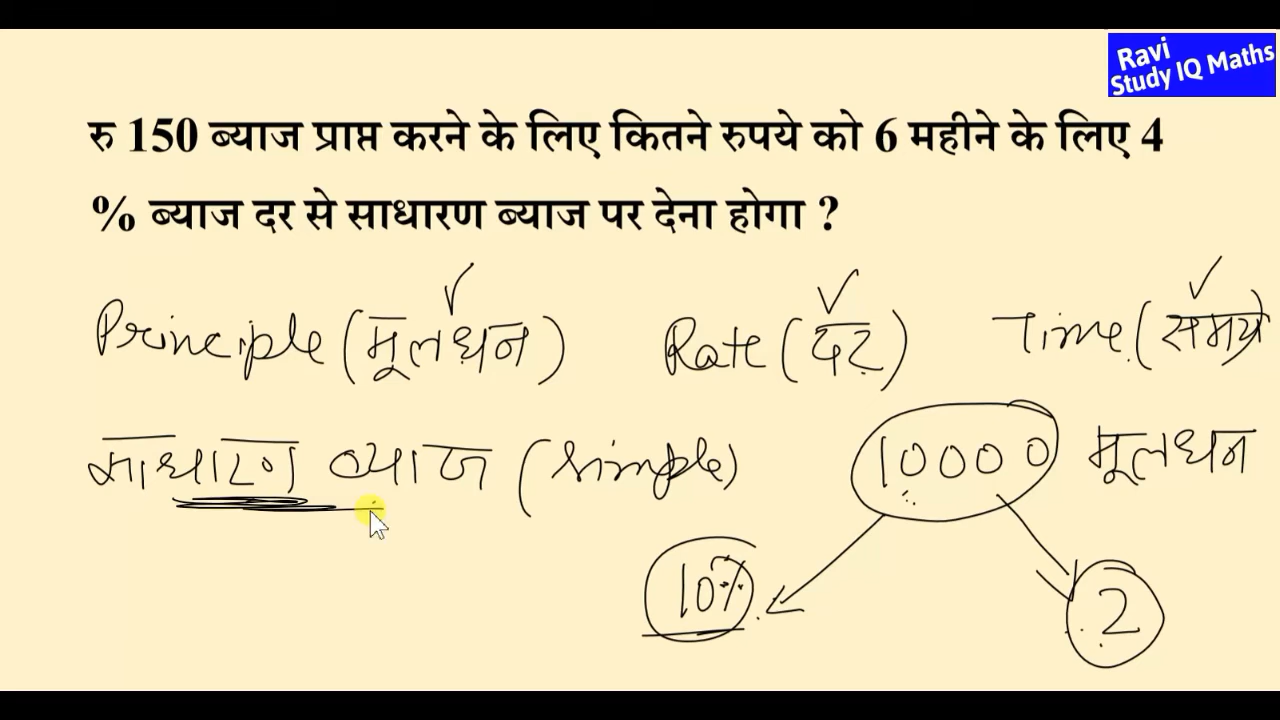 Ravi
Study IQ Maths
रु 150 ब्याज प्राप्त करने के लिए कितने रुपये को 6 महीने के लिए 4
% ब्याज दर से साधारण ब्याज पर देना होगा ?
Principle (मूलधन) Rate (दर) Time (समय)
साधारण ब्याज (simple) 10000 मूलधन
10% 2